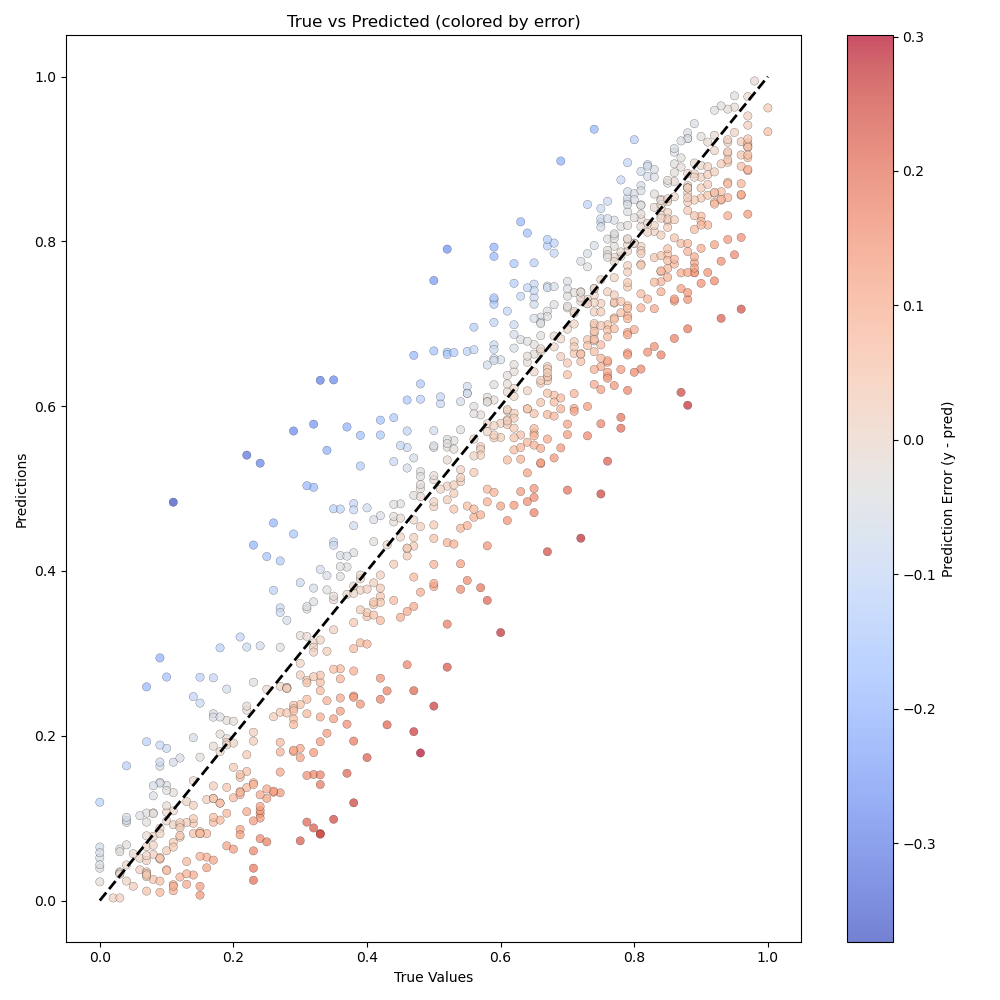 True vs Predicted (colored by error)
1.0
0.8
0.6
0.4
0.2
0.0
Predictions
0.0 0.2 0.4 0.6 0.8 1.0
True Values
0.3
0.2
0.1
0.0
−0.1
−0.2
−0.3
Prediction Error (y - pred)